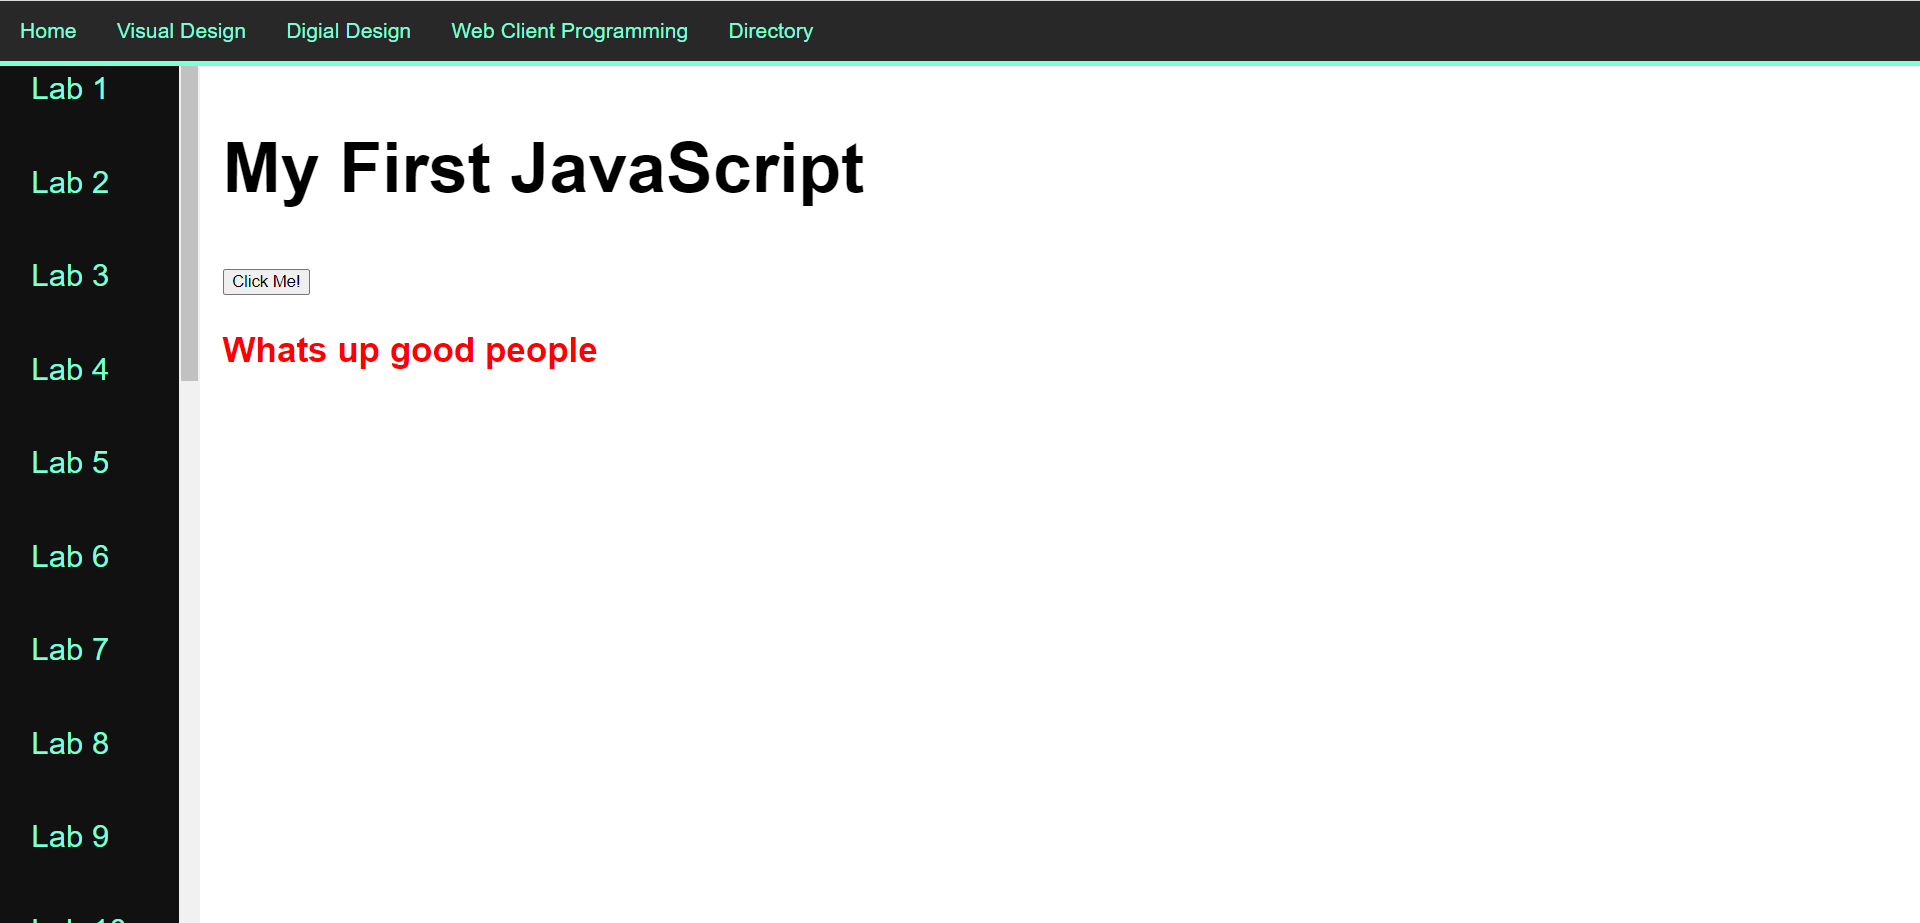 Home Visual Design Digial Design Web Client Programming Directory
Lab 1
Lab 2
Lab 3
Lab 4
Lab 5
Lab 6
Lab 7
Lab 8
Lab 9
My First JavaScript
Click Me!
Whats up good people